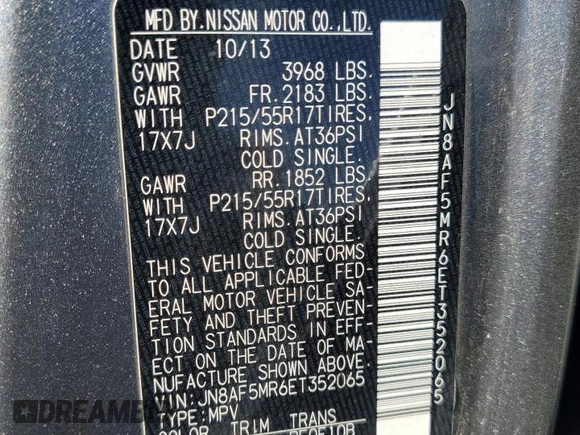 MFD BY.NISSAN MOTOR CO.,LTD.
DATE 10/13
GVWR 3968 LBS.
GAWR FR.2183 LBS.
WITH P215/55R17TIRES,
17X7J RIMS.AT36PSI
COLD SINGLE.
GAWR RR.1852 LBS.
WITH P215/55R17TIRES,
17X7J RIMS.AT36PSI
COLD SINGLE.
THIS VEHICLE CONFORMS
TO ALL APPLICABLE FED-
ERAL MOTOR VEHICLE SA-
FETY AND THEFT PREVEN-
TION STANDARDS IN EFF-
ECT ON THE DATE OF MA-
NUFACTURE SHOWN ABOVE.
VIN:JN8AF5MR6ET352065
TYPE:MPV
COLOR TRIM TRANS
JN8AF5MR6ET352065